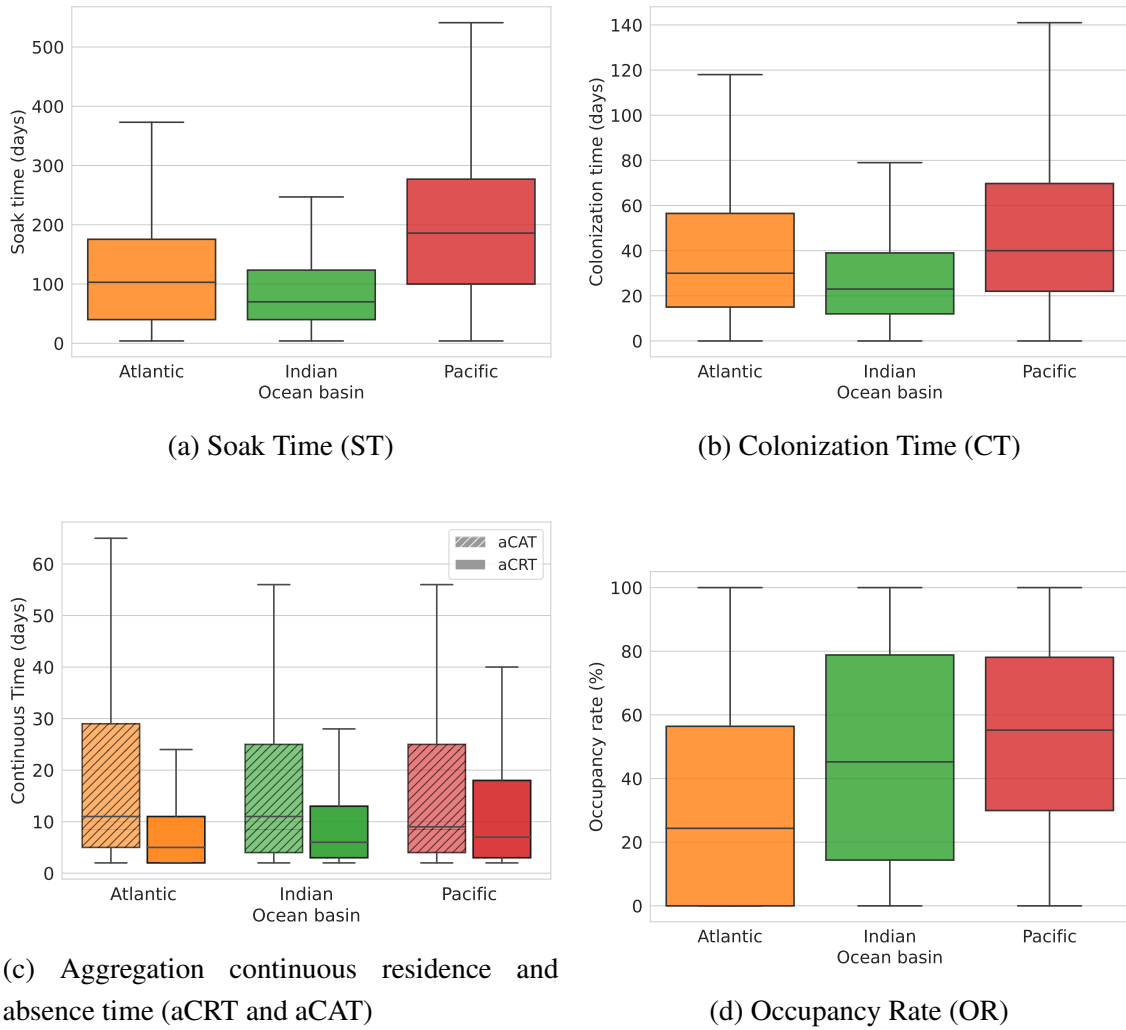 500
400
300
200
100
0
Soak time (days)
Atlantic Indian Pacific
Ocean basin
(a) Soak Time (ST)
140
120
100
80
60
40
20
0
Colonization time (days)
Atlantic Indian Pacific
Ocean basin
(b) Colonization Time (CT)
60
50
40
30
20
10
0
Continuous Time (days)
aCAT
aCRT
Atlantic Indian Pacific
Ocean basin
(c) Aggregation continuous residence and
absence time (aCRT and aCAT)
100
80
60
40
20
0
Occupancy rate (%)
Atlantic Indian Pacific
Ocean basin
(d) Occupancy Rate (OR)